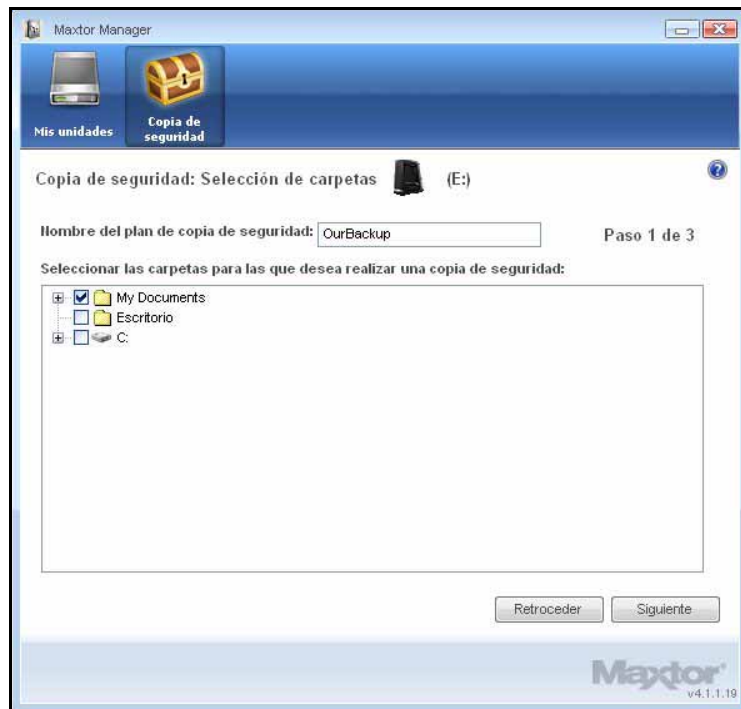 Maxtor Manager
Mis unidades
Copia de
seguridad
Copia de seguridad: Selección de carpetas (E:)
Nombre del plan de copia de seguridad: OurBackup
Paso 1 de 3
Seleccionar las carpetas para las que desea realizar una copia de seguridad:
My Documents
Escritorio
C:
Retroceder
Siguiente
Maxtor
v4.1.1.19